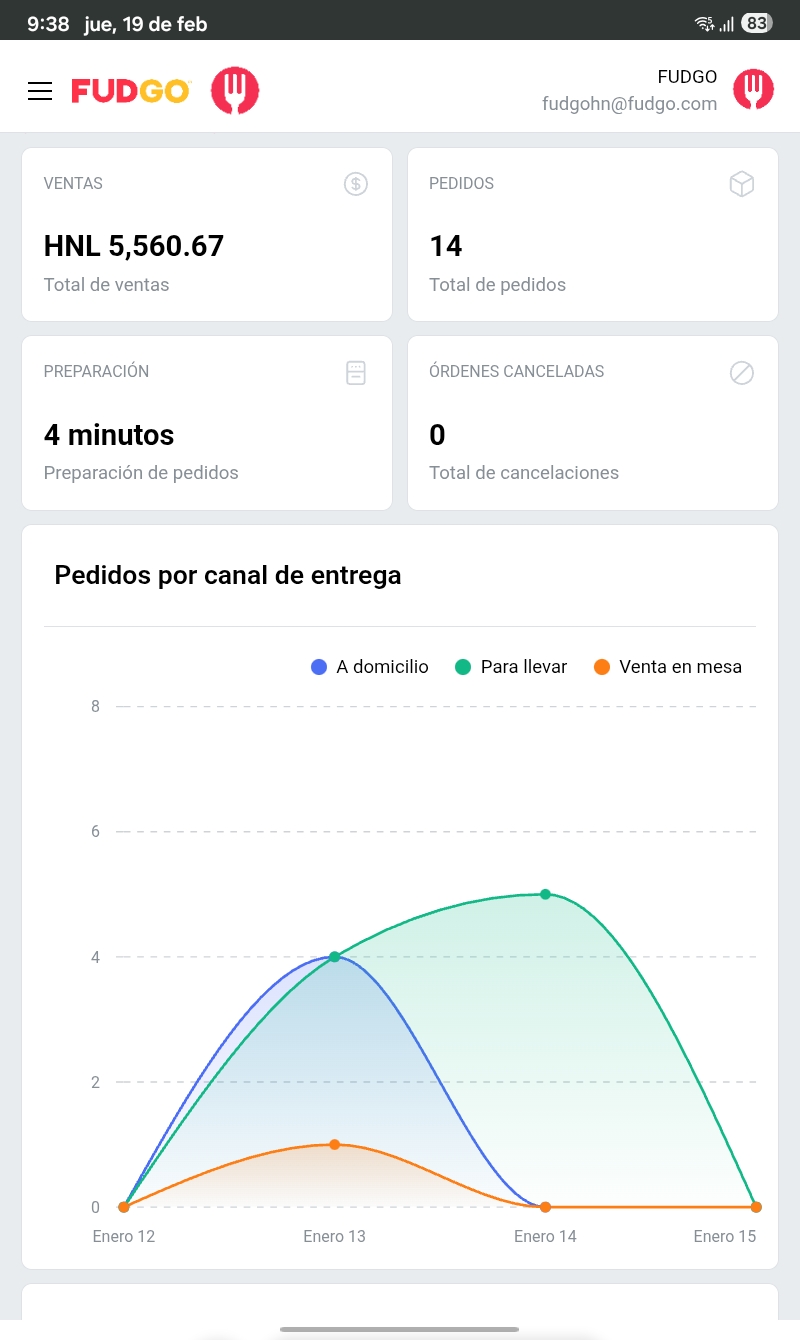 9:38 jue, 19 de feb 83
FUDGO
FUDGO
fudgohn@fudgo.com
VENTAS
HNL 5,560.67
Total de ventas
PEDIDOS
14
Total de pedidos
PREPARACIÓN
4 minutos
Preparación de pedidos
ÓRDENES CANCELADAS
0
Total de cancelaciones
Pedidos por canal de entrega
A domicilio Para llevar Venta en mesa
8
6
4
2
0
Enero 12 Enero 13 Enero 14 Enero 15